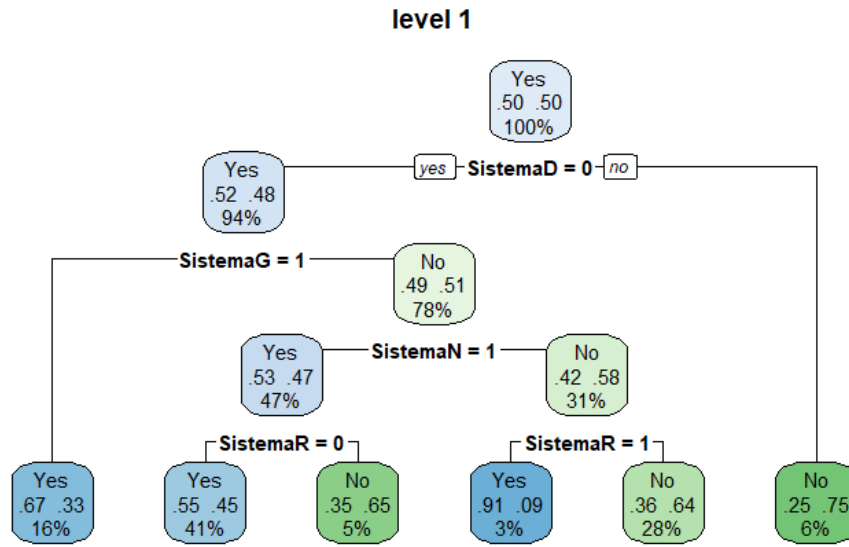 level 1
Yes
.50 .50
100%
yes SistemaD = 0 no
Yes
.52 .48
94%
SistemaG = 1
No
.49 .51
78%
SistemaN = 1
Yes
.53 .47
47%
No
.42 .58
31%
SistemaR = 0
SistemaR = 1
Yes
.67 .33
16%
Yes
.55 .45
41%
No
.35 .65
5%
Yes
.91 .09
3%
No
.36 .64
28%
No
.25 .75
6%